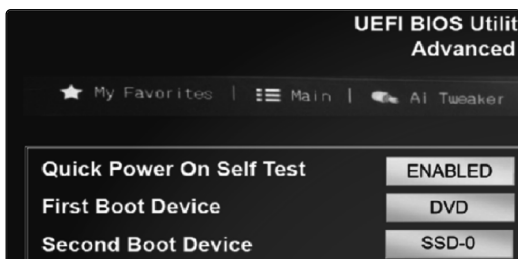 UEFI BIOS Utilit
Advanced
My Favorites | Main | Ai Tweaker
Quick Power On Self Test ENABLED
First Boot Device DVD
Second Boot Device SSD-0